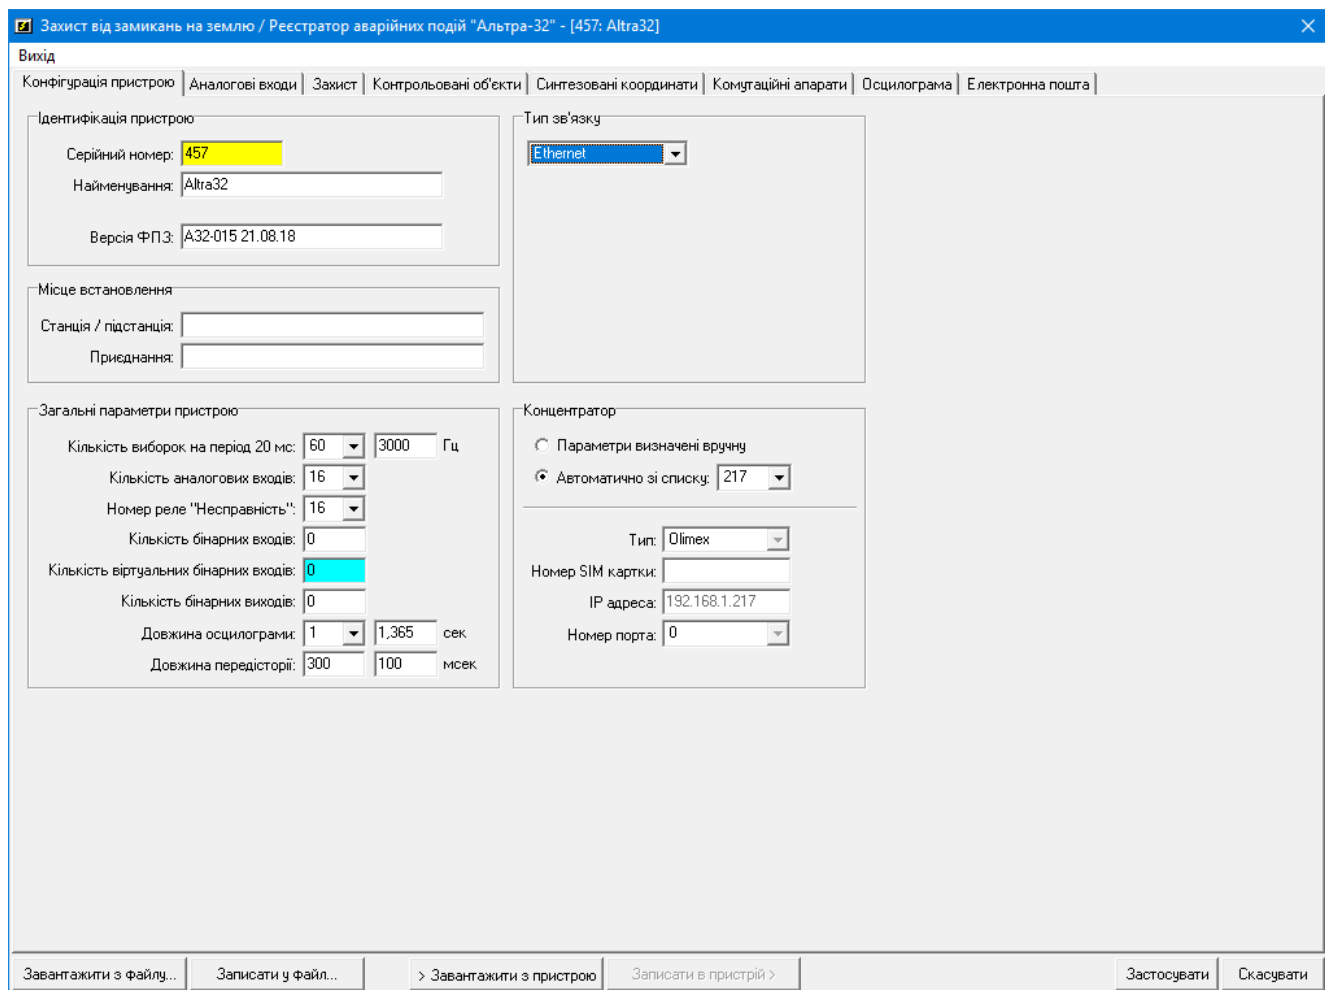 Захист від замикань на землю / Реєстратор аварійних подій "Альтра-32" - [457: Altra32]
Вихід
Конфігурація пристрою Аналогові входи Захист Контрольовані об'єкти Синтезовані координати Комутаційні апарати Осцилограма Електронна пошта
Ідентифікація пристрою
Серійний номер: 457
Найменування: Altra32
Версія ФПЗ: A32-015 21.08.18
Місце встановлення
Станція / підстанція:
Приєднання:
Загальні параметри пристрою
Кількість виборок на період 20 мс: 60 3000 Гц
Кількість аналогових входів: 16
Номер реле "Несправність": 16
Кількість бінарних входів: 0
Кількість віртуальних бінарних входів: 0
Кількість бінарних виходів: 0
Довжина осцилограми: 1 1,365 сек
Довжина передісторії: 300 100 мсек
Тип зв'язку
Ethernet
Концентратор
Параметри визначені вручну
Автоматично зі списку: 217
Тип: Olimex
Номер SIM картки:
IP адреса: 192.168.1.217
Номер порта: 0
Завантажити з файлу... Записати у файл... > Завантажити з пристрою Записати в пристрій > Застосувати Скасувати